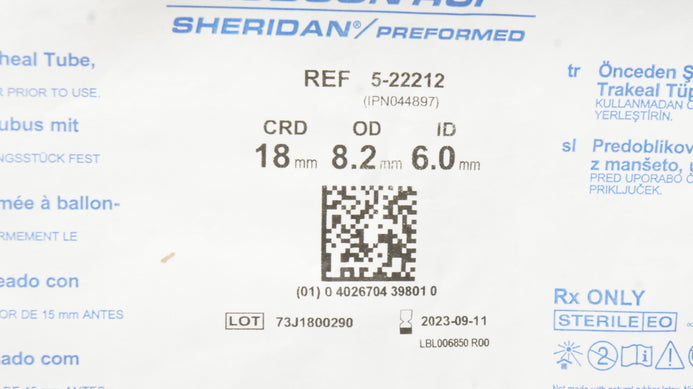 SHERIDAN®/PREFORMED
heal Tube,
R PRIOR TO USE,
ubus mit
NGSSTÜCK FEST
mée à ballon-
RMEMENT LE
eado con
OR DE 15 mm ANTES
ado com
REF 5-22212
(IPN044897)
CRD OD ID
18 mm 8.2 mm 6.0 mm
(01) 0 4026704 39801 0
LOT 73J1800290 2023-09-11
LBL006850 R00
tr Önceden Ş
Trakeal Tüp
KULLANMADAN
YERLEŞTİRİN.
sl Predoblikov
z manšeto, u
PRED UPORABO
PRIKLJUČEK.
Rx ONLY
STERILE EO
2